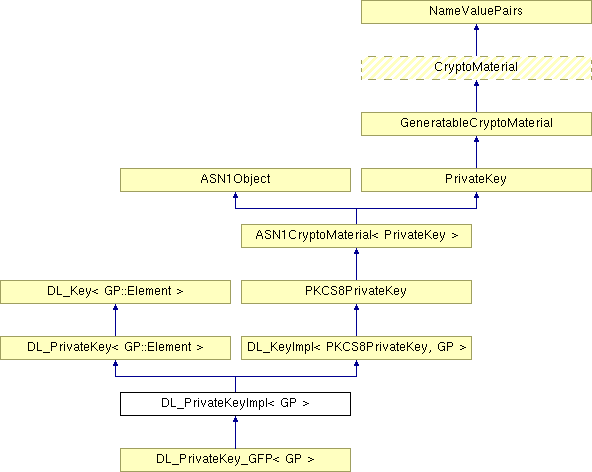 NameValuePairs
CryptoMaterial
GeneratableCryptoMaterial
ASN1Object
PrivateKey
ASN1CryptoMaterial< PrivateKey >
DL_Key< GP::Element >
PKCS8PrivateKey
DL_PrivateKey< GP::Element >
DL_KeyImpl< PKCS8PrivateKey, GP >
DL_PrivateKeyImpl< GP >
DL_PrivateKey_GFP< GP >